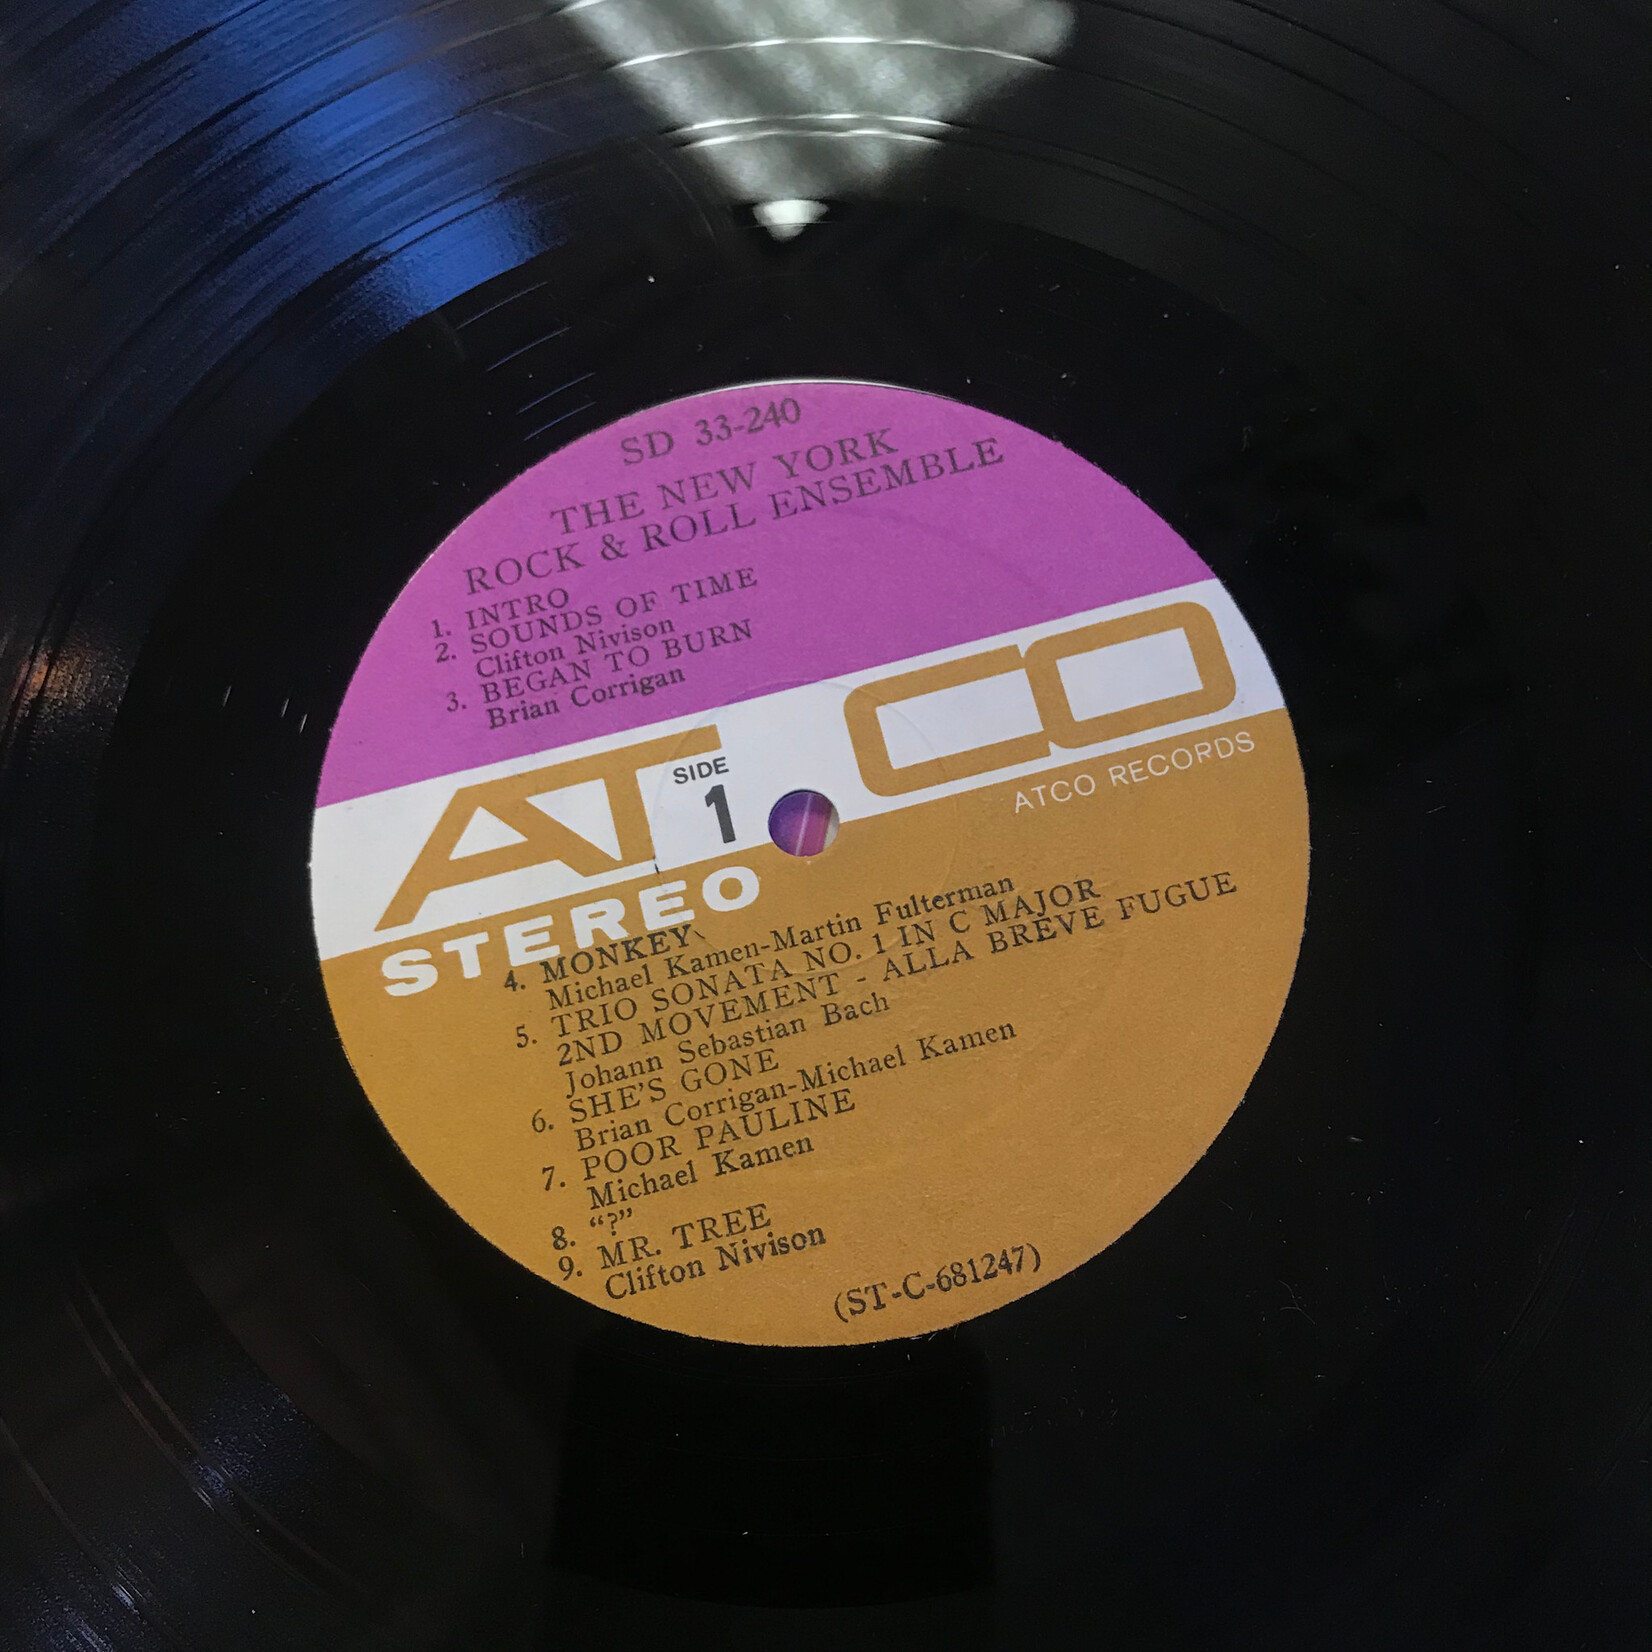 SD 33-240
THE NEW YORK
ROCK & ROLL ENSEMBLE
1. INTRO
2. SOUNDS OF TIME
Clifton Nivison
3. BEGAN TO BURN
Brian Corrigan
ATCO
SIDE
1
ATCO RECORDS
STEREO
4. MONKEY
Michael Kamen-Martin Fulterman
5. TRIO SONATA NO. 1 IN C MAJOR
2ND MOVEMENT - ALLA BREVE FUGUE
Johann Sebastian Bach
6. SHE'S GONE
Brian Corrigan-Michael Kamen
7. POOR PAULINE
Michael Kamen
8. “?”
9. MR. TREE
Clifton Nivison
(ST-C-681247)